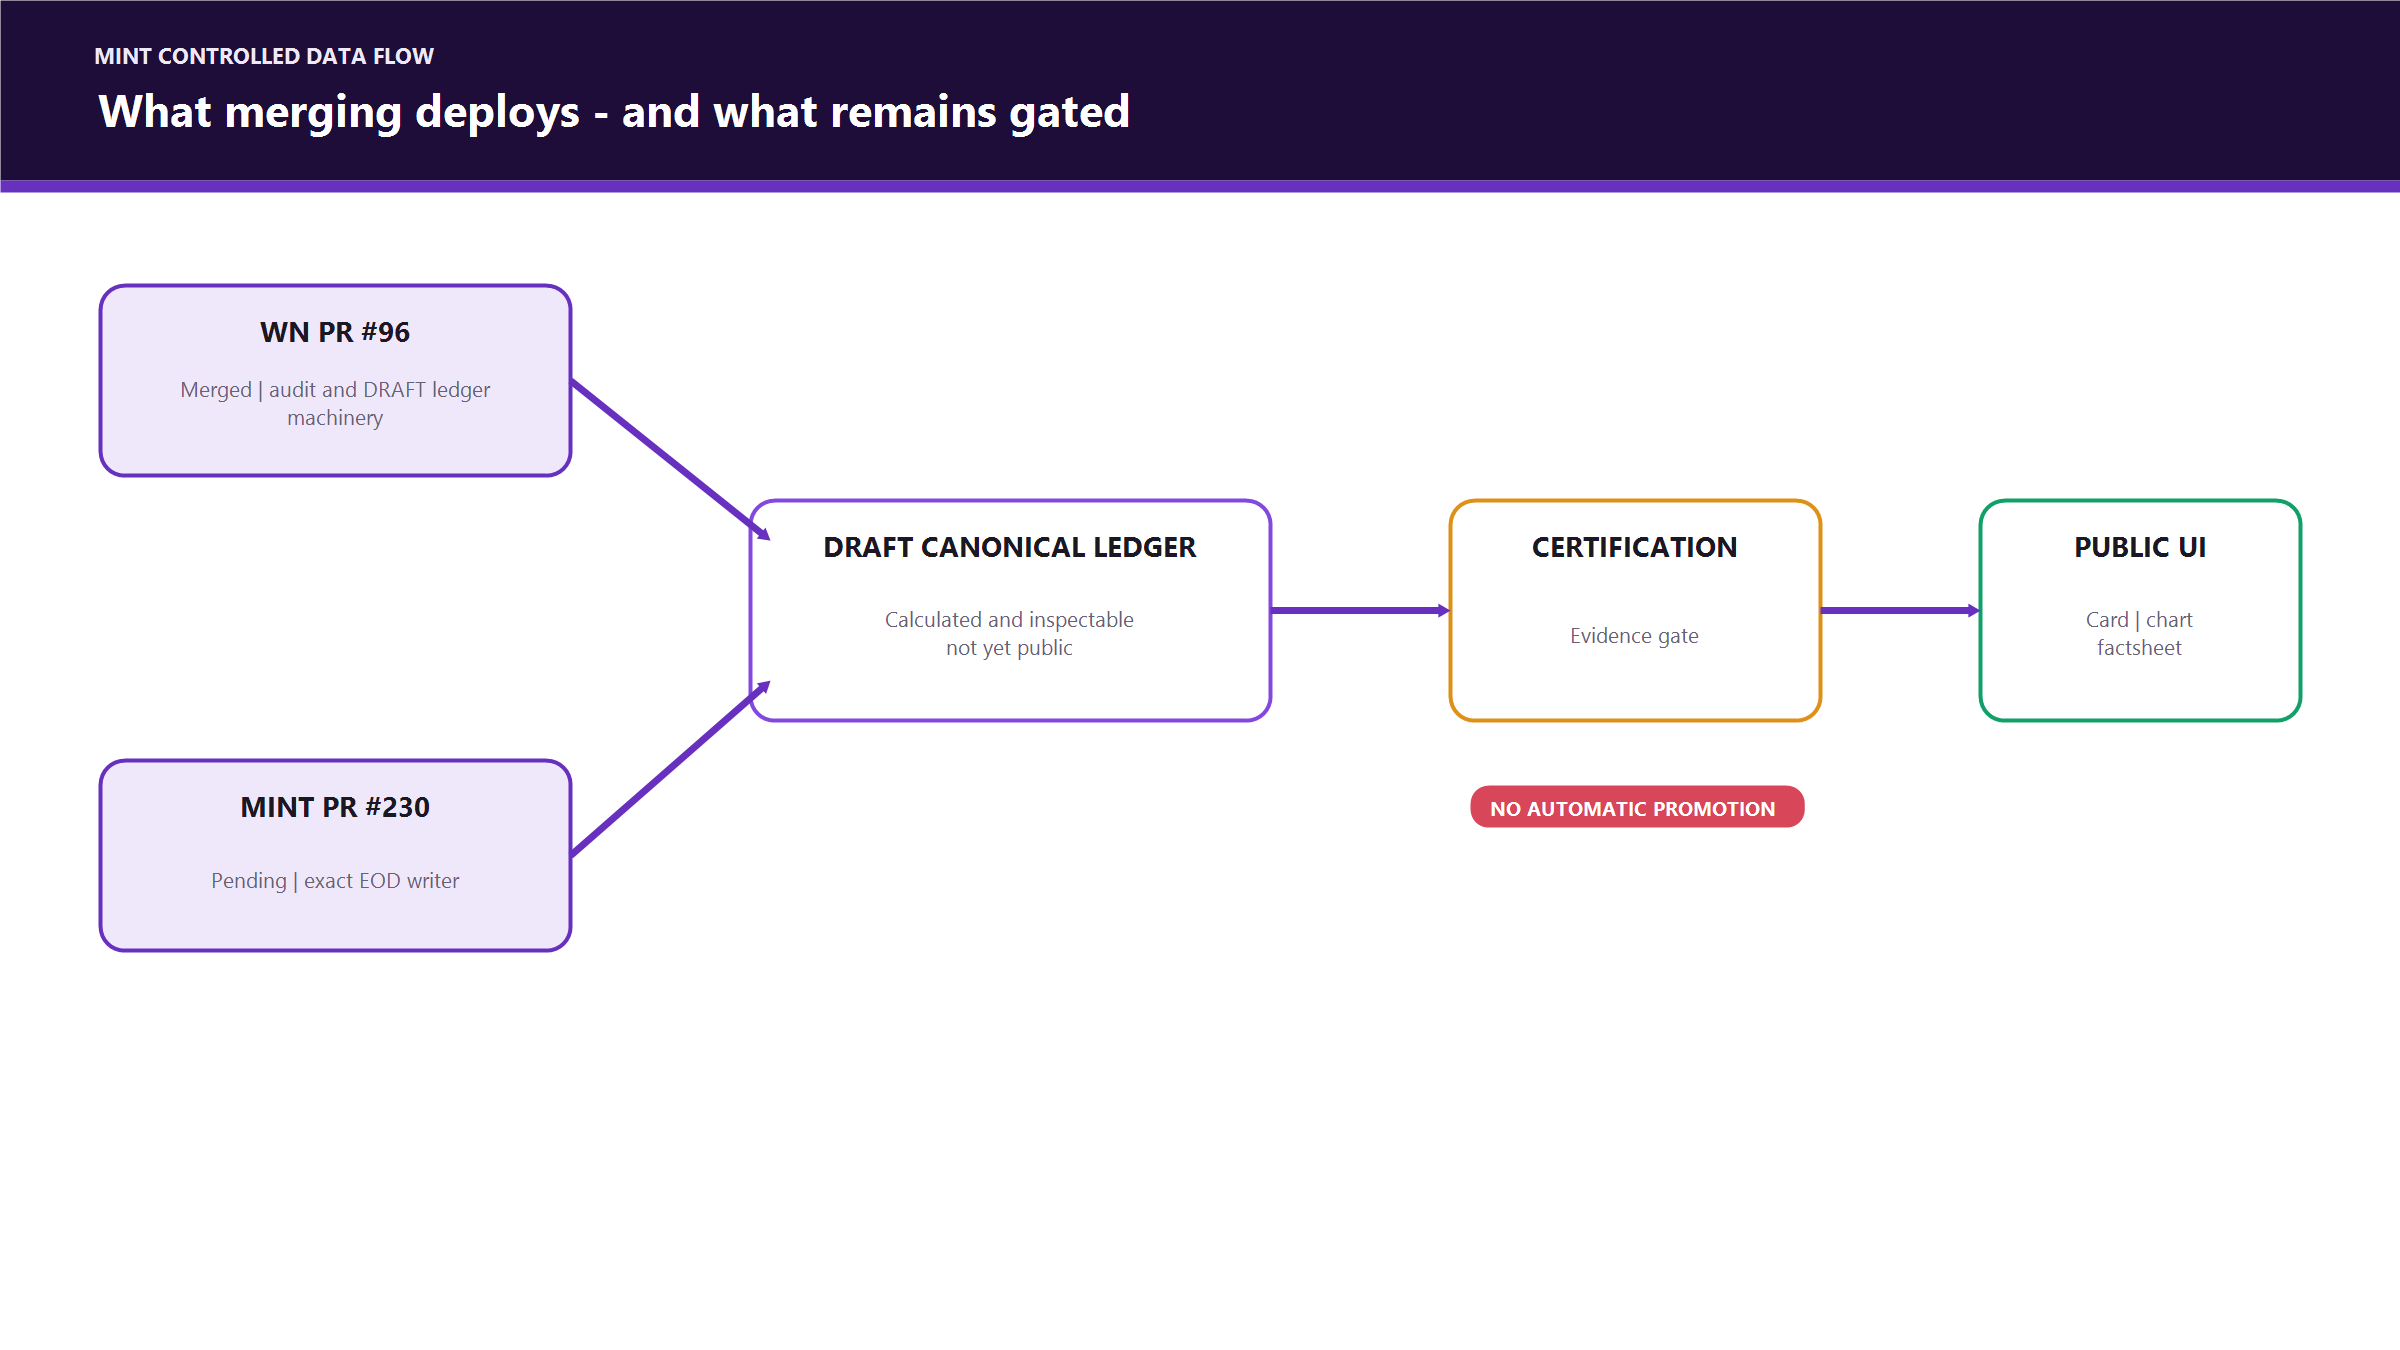 MINT CONTROLLED DATA FLOW
What merging deploys - and what remains gated
WN PR #96
Merged | audit and DRAFT ledger
machinery
MINT PR #230
Pending | exact EOD writer
DRAFT CANONICAL LEDGER
Calculated and inspectable
not yet public
CERTIFICATION
Evidence gate
NO AUTOMATIC PROMOTION
PUBLIC UI
Card | chart
factsheet